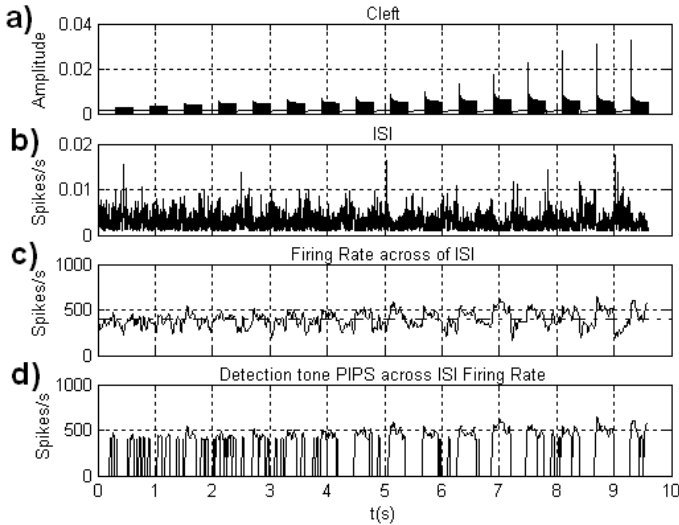 a)
Cleft
Amplitude
0.04
0.02
0
b)
ISI
Spikes/s
0.02
0.01
0
c)
Firing Rate across of ISI
Spikes/s
1000
500
0
d)
Detection tone PIPS across ISI Firing Rate
Spikes/s
1000
500
0
0 1 2 3 4 5 6 7 8 9 10
t(s)